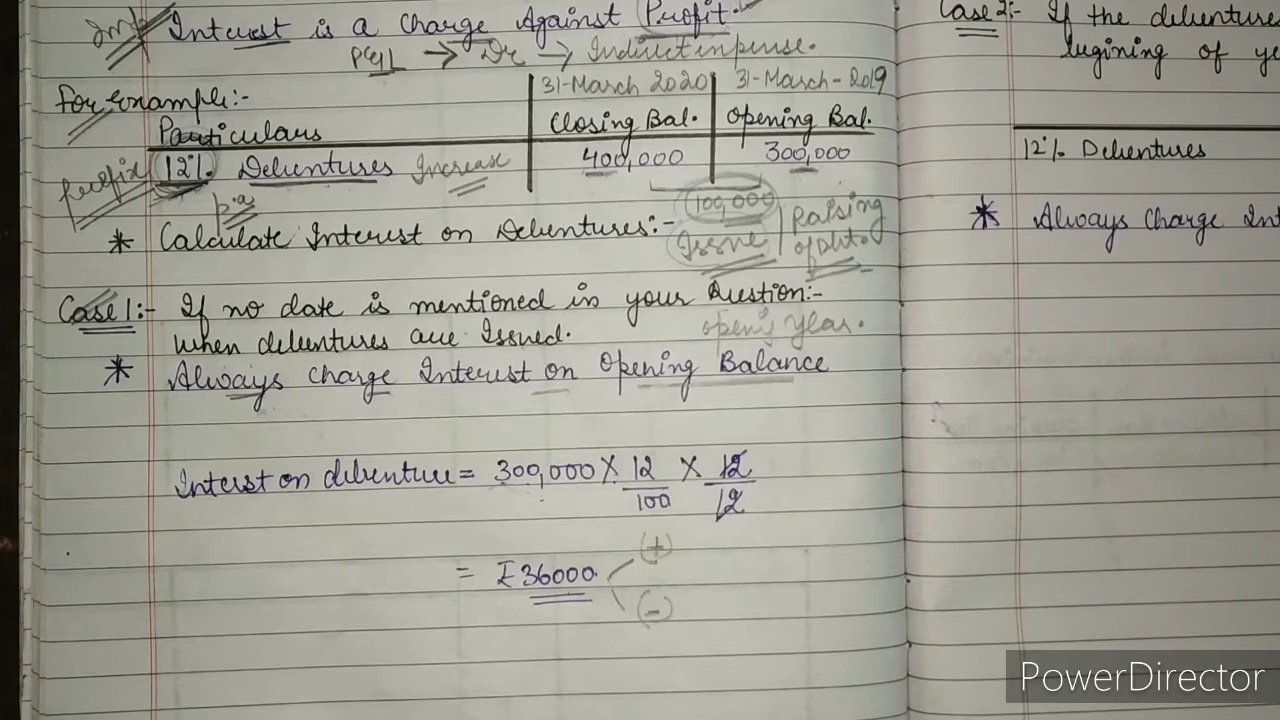 Imp Interest is a Charge Against Profit.
P&L → Dr → Indirect expense.
For example:-
31-March 2020 31-March-2019
Particulars Closing Bal. Opening Bal.
Prefix 12% Debentures Increase 400,000 300,000
p.a 100,000
* Calculate Interest on Debentures:- Issue Raising of debt.
Case 1:- If no date is mentioned in your Question:-
when debentures are Issued. opening year.
* Always charge Interest on Opening Balance
Interest on debenture = 300,000 X 12/100 X 12/12
= ₹36000. (+)
(-)
Case 2:- If the debenture
begining of ye
12% Debentures
* Always Charge Int
PowerDirector